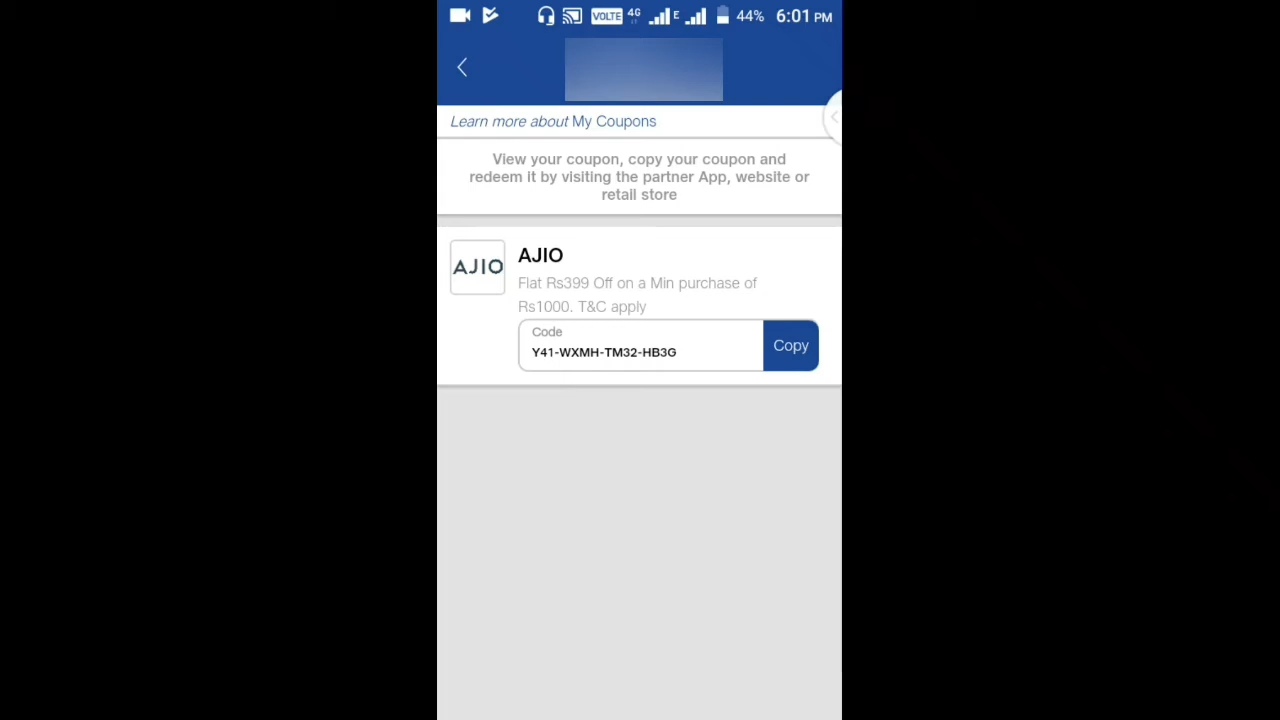 VOLTE 4G E 44% 6:01 PM
Learn more about My Coupons
View your coupon, copy your coupon and
redeem it by visiting the partner App, website or
retail store
AJIO
AJIO
Flat Rs399 Off on a Min purchase of
Rs1000. T&C apply
Code
Y41-WXMH-TM32-HB3G
Copy